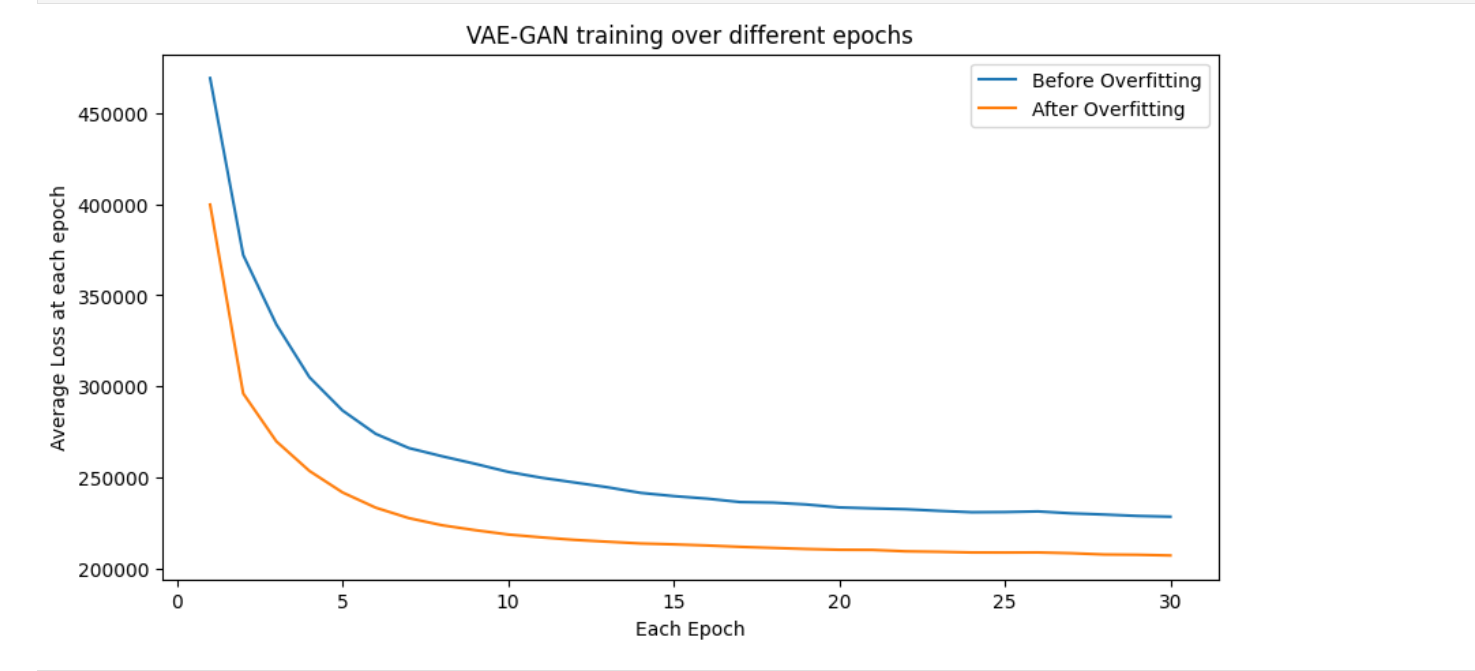 VAE-GAN training over different epochs
Before Overfitting
After Overfitting
Average Loss at each epoch
450000
400000
350000
300000
250000
200000
0 5 10 15 20 25 30
Each Epoch